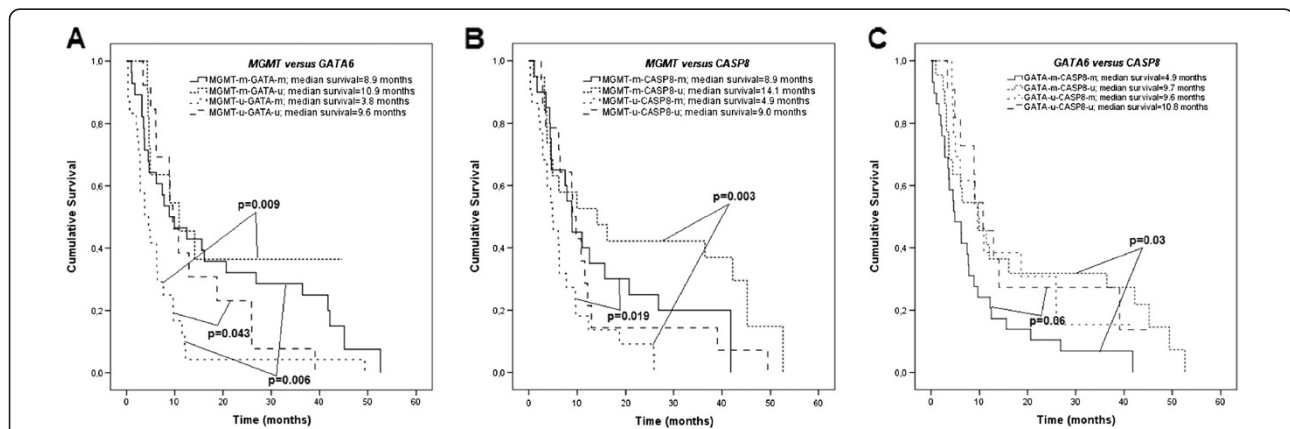 A
MGMT versus GATA6
MGMT-m-GATA-m; median survival=8.9 months
MGMT-m-GATA-u; median survival=10.9 months
MGMT-u-GATA-m; median survival=3.8 months
MGMT-u-GATA-u; median survival=9.6 months
p=0.009
p=0.043
p=0.006
Cumulative Survival
1,0
0,8
0,6
0,4
0,2
0,0
0 10 20 30 40 50 60
Time (months)
B
MGMT versus CASP8
MGMT-m-CASP8-m; median survival=8.9 months
MGMT-m-CASP8-u; median survival=14.1 months
MGMT-u-CASP8-m; median survival=4.9 months
MGMT-u-CASP8-u; median survival=9.0 months
p=0.003
p=0.019
Cumulative Survival
1,0
0,8
0,6
0,4
0,2
0,0
0 10 20 30 40 50 60
Time (months)
C
GATA6 versus CASP8
GATA-m-CASP8-m; median survival=4.9 months
GATA-m-CASP8-u; median survival=9.7 months
GATA-u-CASP8-m; median survival=9.6 months
GATA-u-CASP8-u; median survival=10.8 months
p=0.03
p=0.06
Cumulative Survival
1,0
0,8
0,6
0,4
0,2
0,0
0 10 20 30 40 50 60
Time (months)